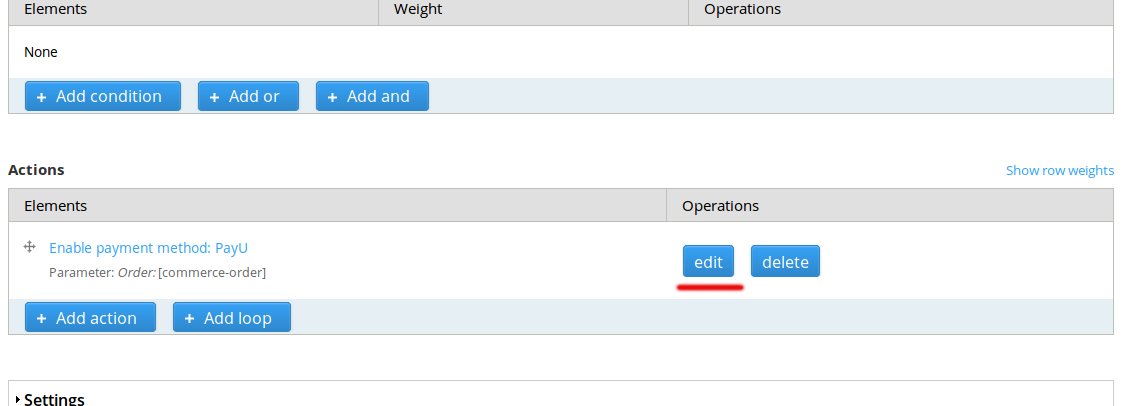 Elements Weight Operations
None
+ Add condition + Add or + Add and
Actions Show row weights
Elements Operations
Enable payment method: PayU
edit delete
Parameter: Order: [commerce-order]
+ Add action + Add loop
Settings